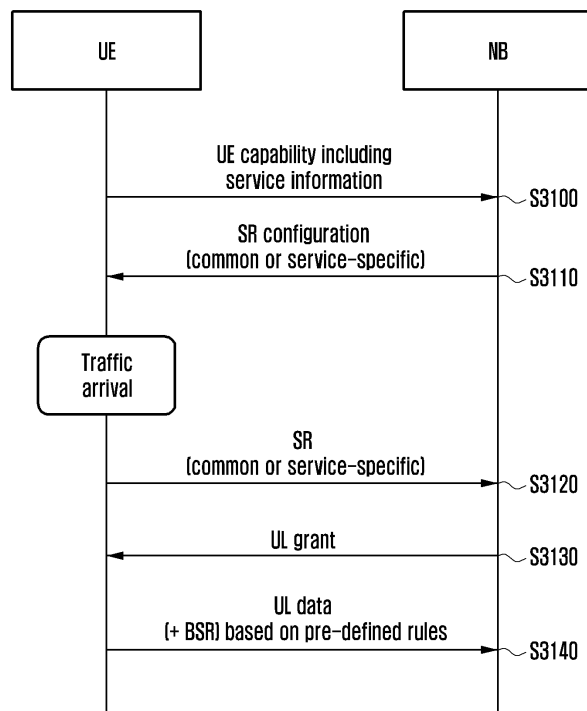 UE
NB
UE capability including
service information
S3100
SR configuration
(common or service-specific)
S3110
Traffic
arrival
SR
(common or service-specific)
S3120
UL grant
S3130
UL data
(+ BSR) based on pre-defined rules
S3140